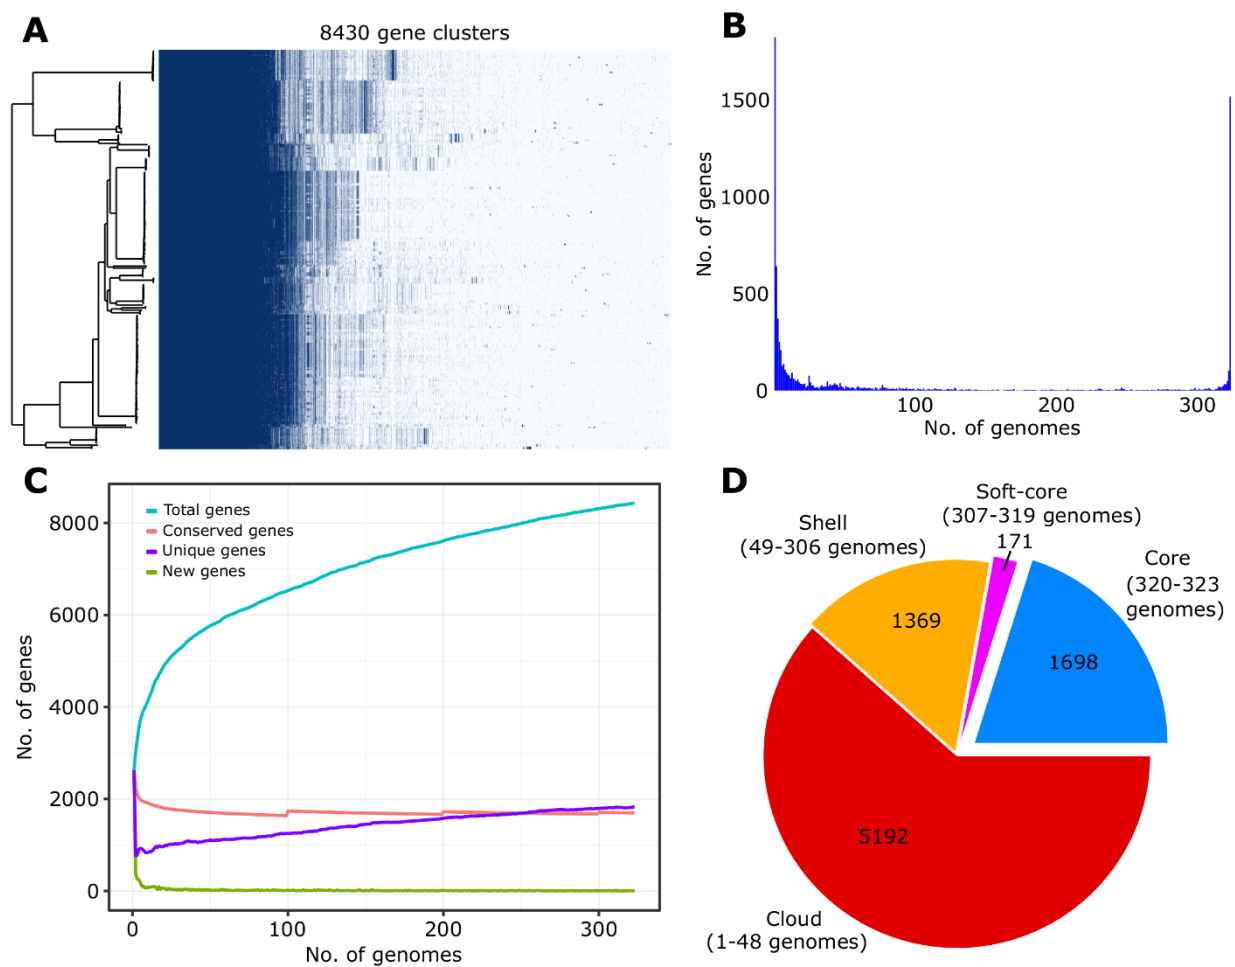 A
8430 gene clusters
B
1500
1000
500
0
100
200
300
No. of genes
No. of genomes
C
Total genes
Conserved genes
Unique genes
New genes
8000
6000
4000
2000
0
0
100
200
300
No. of genes
No. of genomes
D
Soft-core
(307-319 genomes)
171
Shell
(49-306 genomes)
1369
Core
(320-323
genomes)
1698
5192
Cloud
(1-48 genomes)